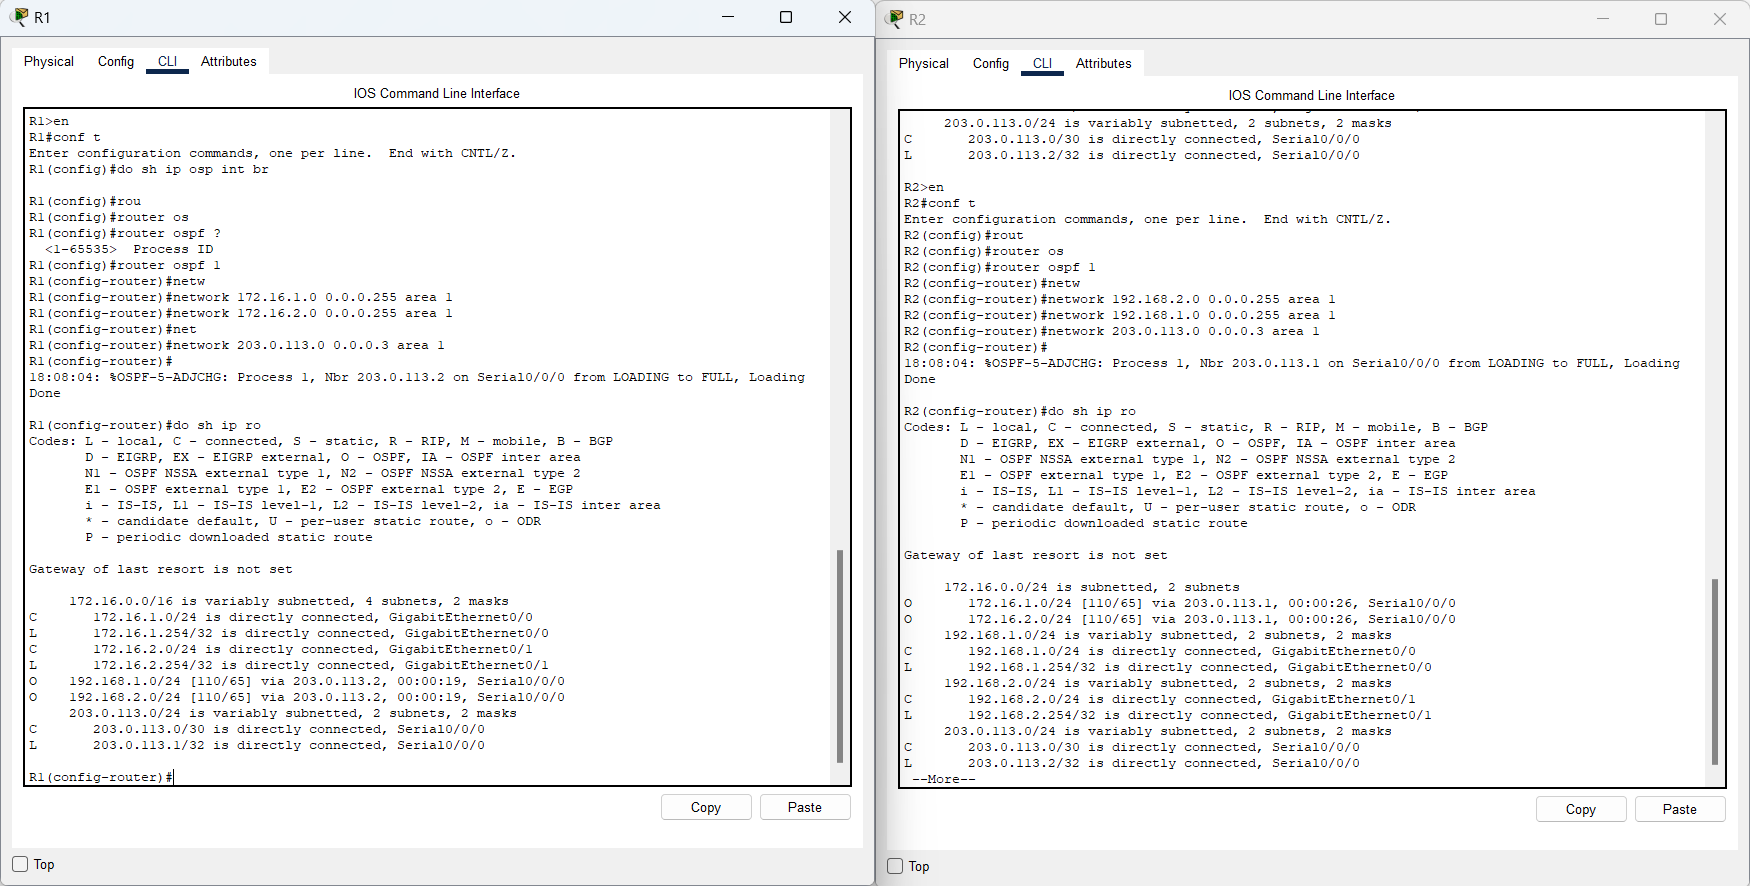 R1
Physical Config CLI Attributes
IOS Command Line Interface
R1>en
R1#conf t
Enter configuration commands, one per line.  End with CNTL/Z.
R1(config)#do sh ip osp int br
R1(config)#rou
R1(config)#router os
R1(config)#router ospf ?
<1-65535>  Process ID
R1(config)#router ospf 1
R1(config-router)#netw
R1(config-router)#network 172.16.1.0 0.0.0.255 area 1
R1(config-router)#network 172.16.2.0 0.0.0.255 area 1
R1(config-router)#net
R1(config-router)#network 203.0.113.0 0.0.0.3 area 1
R1(config-router)#
18:08:04: %OSPF-5-ADJCHG: Process 1, Nbr 203.0.113.2 on Serial0/0/0 from LOADING to FULL, Loading
Done
R1(config-router)#do sh ip ro
Codes: L - local, C - connected, S - static, R - RIP, M - mobile, B - BGP
D - EIGRP, EX - EIGRP external, O - OSPF, IA - OSPF inter area
N1 - OSPF NSSA external type 1, N2 - OSPF NSSA external type 2
E1 - OSPF external type 1, E2 - OSPF external type 2, E - EGP
i - IS-IS, L1 - IS-IS level-1, L2 - IS-IS level-2, ia - IS-IS inter area
* - candidate default, U - per-user static route, o - ODR
P - periodic downloaded static route
Gateway of last resort is not set
172.16.0.0/16 is variably subnetted, 4 subnets, 2 masks
C 172.16.1.0/24 is directly connected, GigabitEthernet0/0
L 172.16.1.254/32 is directly connected, GigabitEthernet0/0
C 172.16.2.0/24 is directly connected, GigabitEthernet0/1
L 172.16.2.254/32 is directly connected, GigabitEthernet0/1
O 192.168.1.0/24 [110/65] via 203.0.113.2, 00:00:19, Serial0/0/0
O 192.168.2.0/24 [110/65] via 203.0.113.2, 00:00:19, Serial0/0/0
203.0.113.0/24 is variably subnetted, 2 subnets, 2 masks
C 203.0.113.0/30 is directly connected, Serial0/0/0
L 203.0.113.1/32 is directly connected, Serial0/0/0
R1(config-router)#
Copy Paste
Top
R2
Physical Config CLI Attributes
IOS Command Line Interface
203.0.113.0/24 is variably subnetted, 2 subnets, 2 masks
C 203.0.113.0/30 is directly connected, Serial0/0/0
L 203.0.113.2/32 is directly connected, Serial0/0/0
R2>en
R2#conf t
Enter configuration commands, one per line.  End with CNTL/Z.
R2(config)#rout
R2(config)#router os
R2(config)#router ospf 1
R2(config-router)#netw
R2(config-router)#network 192.168.2.0 0.0.0.255 area 1
R2(config-router)#network 192.168.1.0 0.0.0.255 area 1
R2(config-router)#network 203.0.113.0 0.0.0.3 area 1
R2(config-router)#
18:08:04: %OSPF-5-ADJCHG: Process 1, Nbr 203.0.113.1 on Serial0/0/0 from LOADING to FULL, Loading
Done
R2(config-router)#do sh ip ro
Codes: L - local, C - connected, S - static, R - RIP, M - mobile, B - BGP
D - EIGRP, EX - EIGRP external, O - OSPF, IA - OSPF inter area
N1 - OSPF NSSA external type 1, N2 - OSPF NSSA external type 2
E1 - OSPF external type 1, E2 - OSPF external type 2, E - EGP
i - IS-IS, L1 - IS-IS level-1, L2 - IS-IS level-2, ia - IS-IS inter area
* - candidate default, U - per-user static route, o - ODR
P - periodic downloaded static route
Gateway of last resort is not set
172.16.0.0/24 is subnetted, 2 subnets
O 172.16.1.0/24 [110/65] via 203.0.113.1, 00:00:26, Serial0/0/0
O 172.16.2.0/24 [110/65] via 203.0.113.1, 00:00:26, Serial0/0/0
192.168.1.0/24 is variably subnetted, 2 subnets, 2 masks
C 192.168.1.0/24 is directly connected, GigabitEthernet0/0
L 192.168.1.254/32 is directly connected, GigabitEthernet0/0
192.168.2.0/24 is variably subnetted, 2 subnets, 2 masks
C 192.168.2.0/24 is directly connected, GigabitEthernet0/1
L 192.168.2.254/32 is directly connected, GigabitEthernet0/1
203.0.113.0/24 is variably subnetted, 2 subnets, 2 masks
C 203.0.113.0/30 is directly connected, Serial0/0/0
L 203.0.113.2/32 is directly connected, Serial0/0/0
--More--
Copy Paste
Top